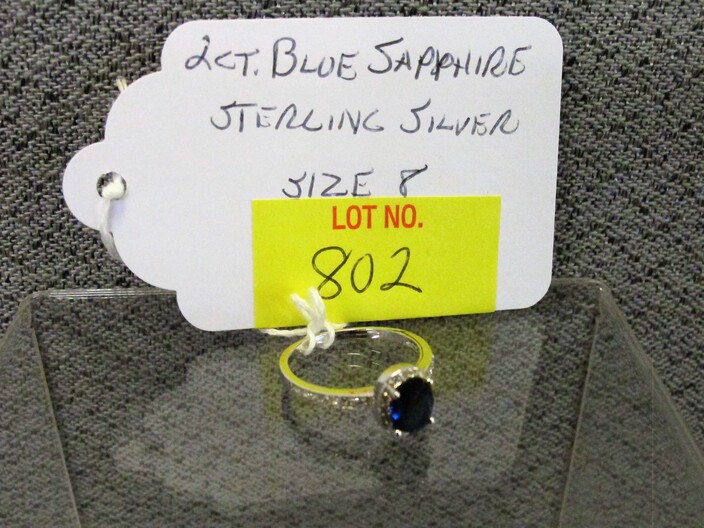 2CT. BLUE SAPPHIRE
STERLING SILVER
SIZE 8
LOT NO.
802